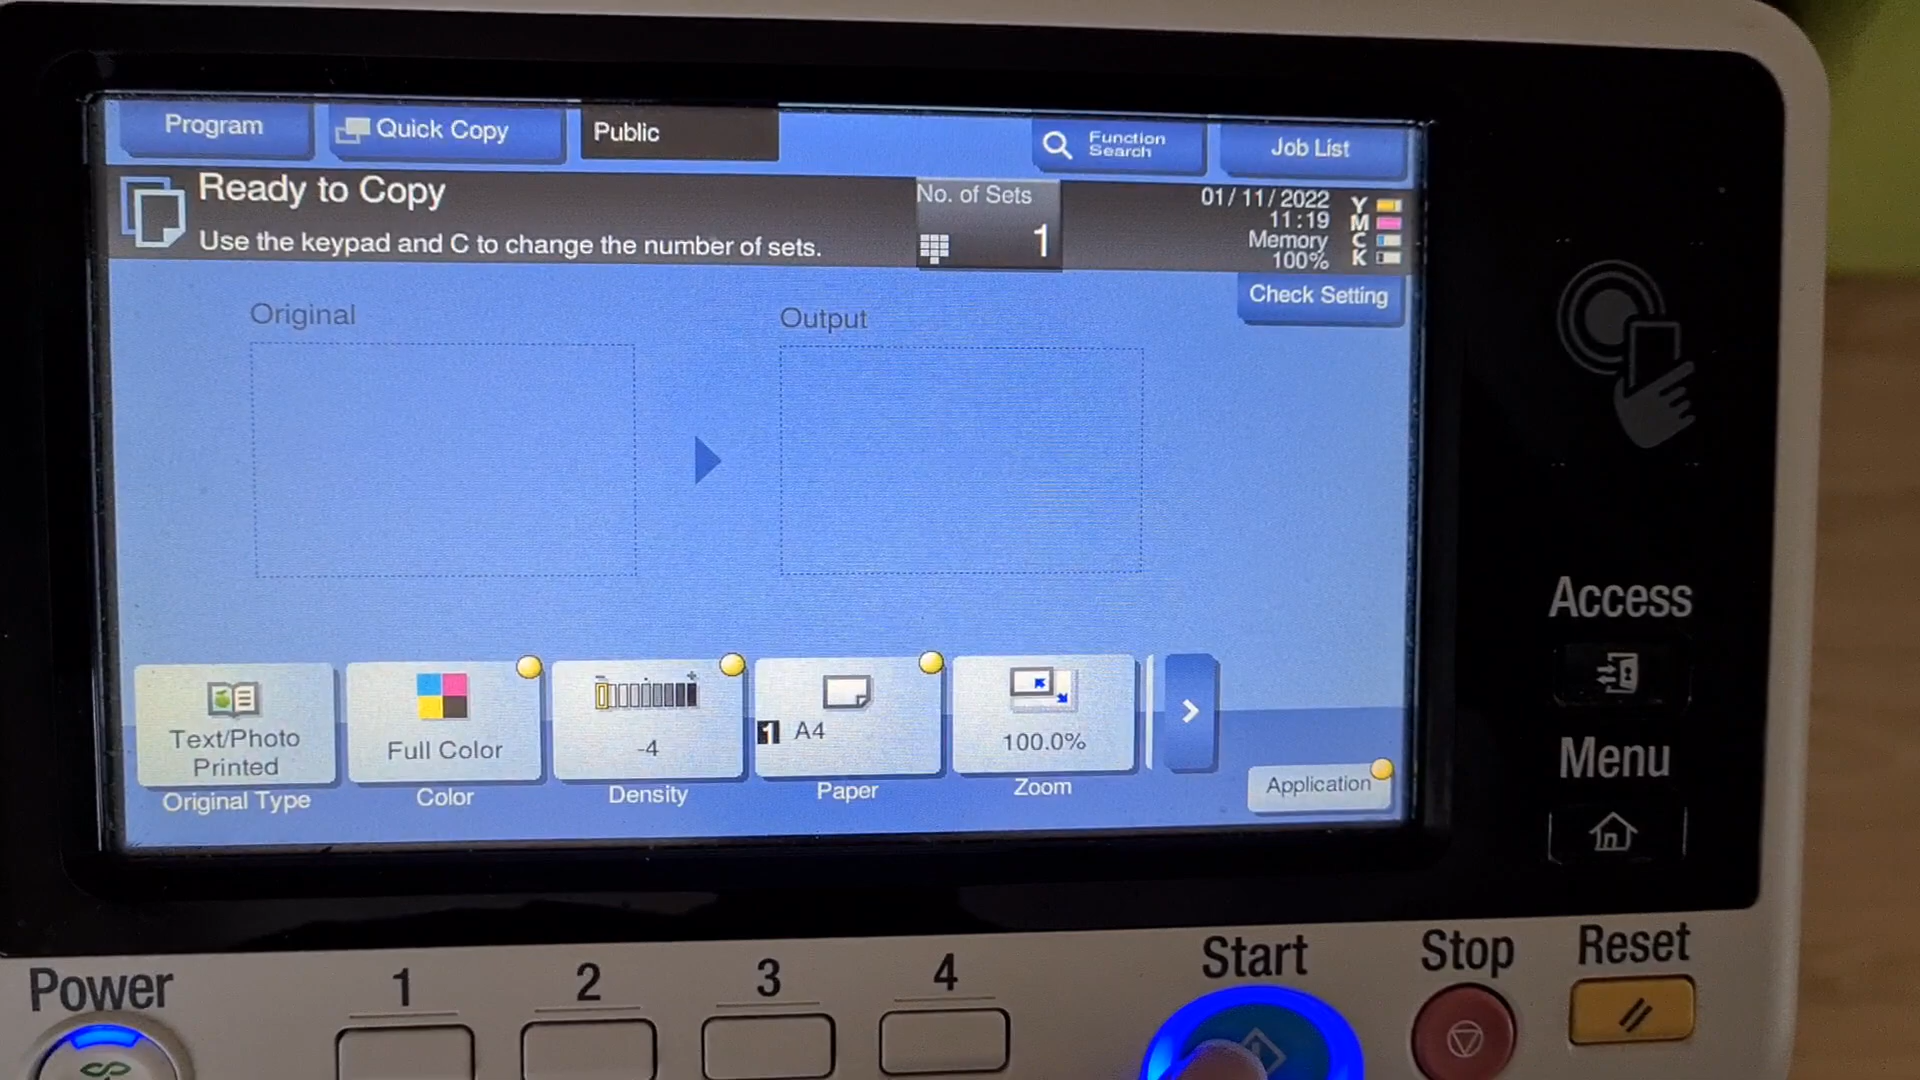 Program
Quick Copy
Public
Function
Search
Job List
Ready to Copy
Use the keypad and C to change the number of sets.
No. of Sets
1
01/11/2022
11:19
Memory
100%
Y
M
C
K
Check Setting
Original
Output
Text/Photo
Printed
Original Type
Full Color
Color
- +
-4
Density
1 A4
Paper
100.0%
Zoom
Application
Access
Menu
Power
1
2
3
4
Start
Stop
Reset